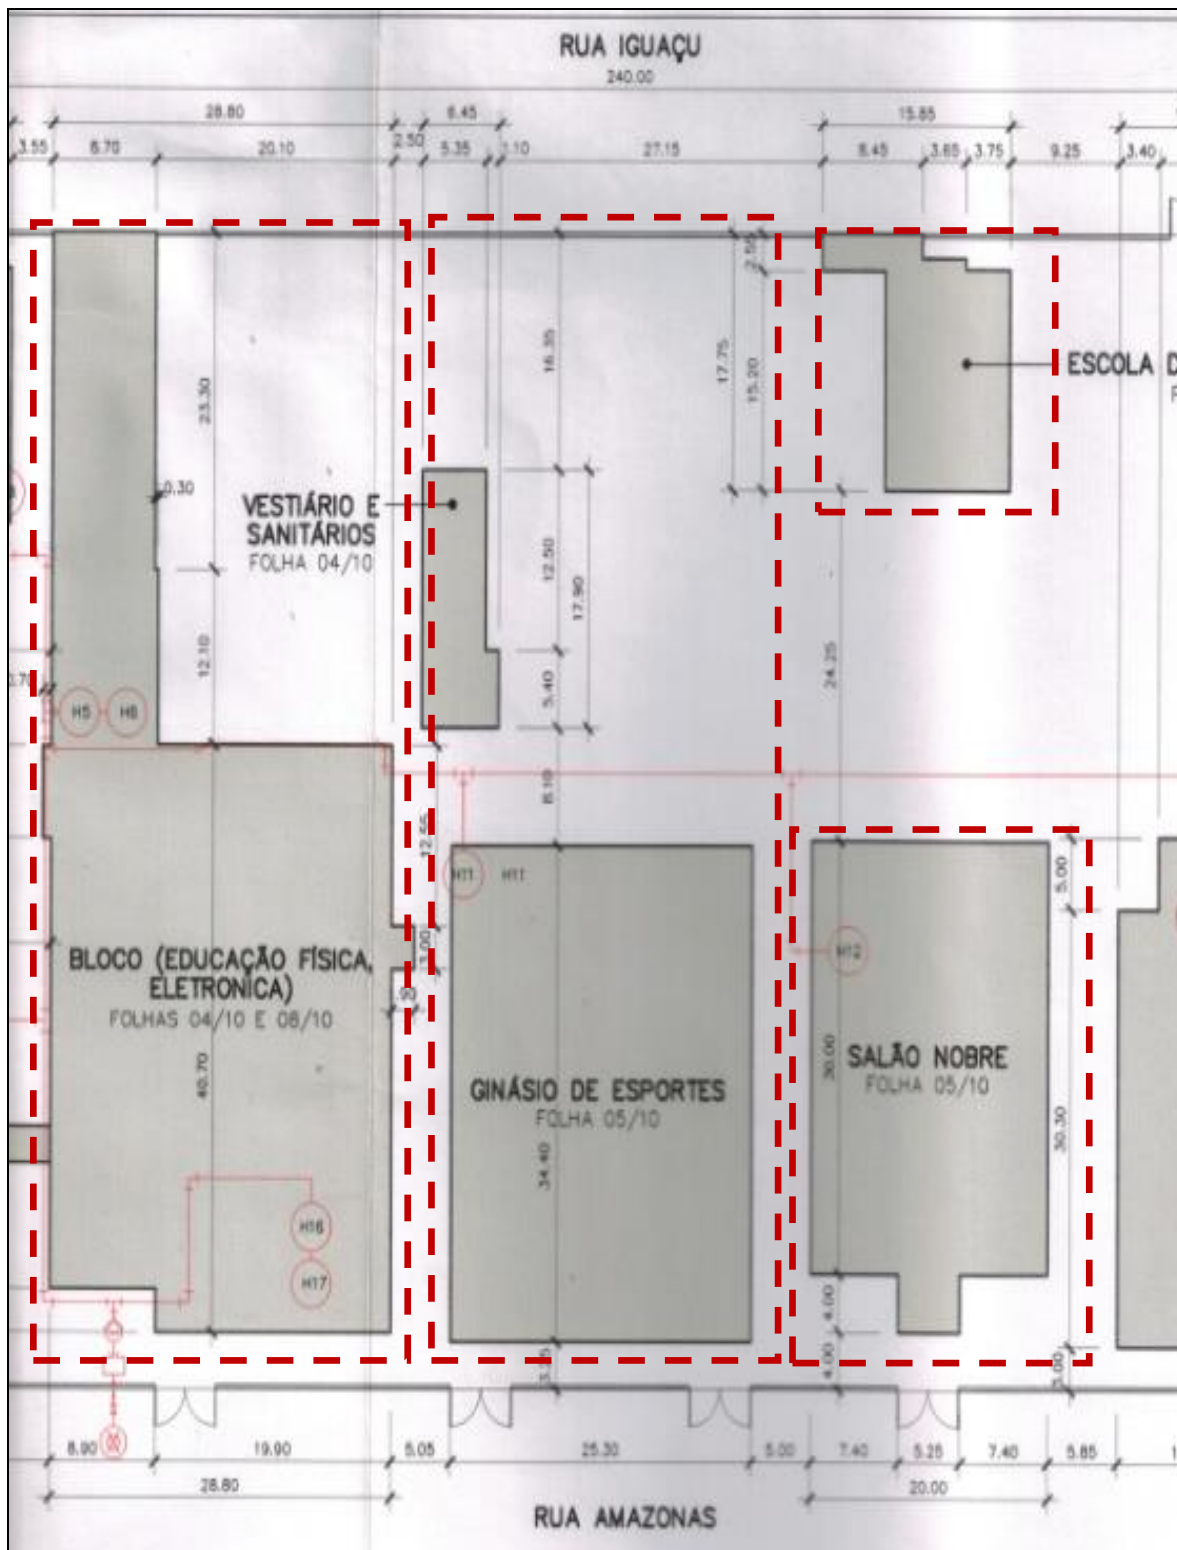 RUA IGUAÇU
240.00
28.80
6.45
15.85
3.55
8.70
20.10
2.50
5.35
1.10
27.15
8.45
3.65
3.75
9.25
3.40
2.55
16.35
17.75
15.20
23.30
ESCOLA D
0.30
VESTIÁRIO E
SANITÁRIOS
FOLHA 04/10
12.50
17.90
12.10
5.40
24.25
H5
H6
8.10
12.55
H11
H11
5.00
3.00
H12
BLOCO (EDUCAÇÃO FÍSICA,
ELETRONICA)
FOLHAS 04/10 E 08/10
.90
40.70
GINÁSIO DE ESPORTES
FOLHA 05/10
30.00
SALÃO NOBRE
FOLHA 05/10
34.40
30.30
H16
H17
4.00
4.00
3.00
8.90
19.90
5.05
25.30
5.00
7.40
5.25
7.40
5.85
28.80
20.00
RUA AMAZONAS